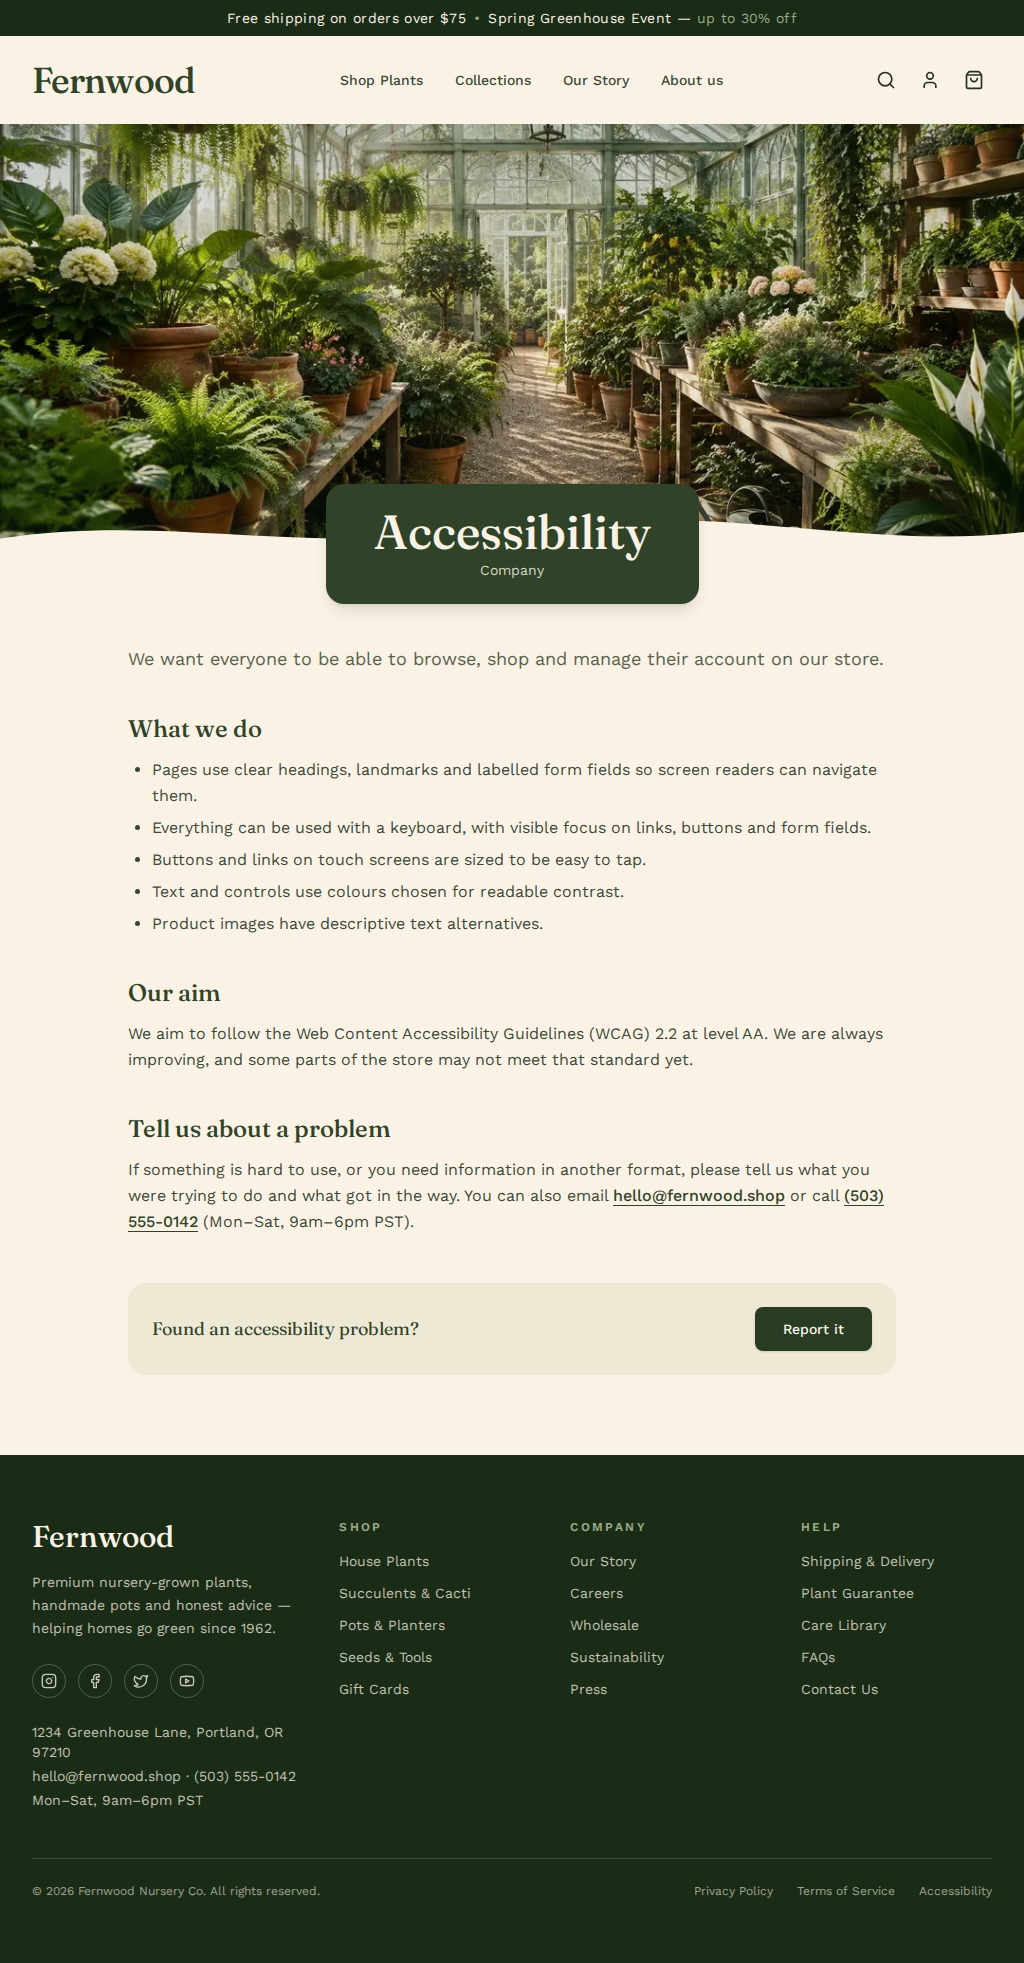 Free shipping on orders over $75 • Spring Greenhouse Event — up to 30% off
Fernwood
Shop Plants
Collections
Our Story
About us
Accessibility
Company
We want everyone to be able to browse, shop and manage their account on our store.
What we do
• Pages use clear headings, landmarks and labelled form fields so screen readers can navigate
them.
• Everything can be used with a keyboard, with visible focus on links, buttons and form fields.
• Buttons and links on touch screens are sized to be easy to tap.
• Text and controls use colours chosen for readable contrast.
• Product images have descriptive text alternatives.
Our aim
We aim to follow the Web Content Accessibility Guidelines (WCAG) 2.2 at level AA. We are always
improving, and some parts of the store may not meet that standard yet.
Tell us about a problem
If something is hard to use, or you need information in another format, please tell us what you
were trying to do and what got in the way. You can also email hello@fernwood.shop or call (503)
555-0142 (Mon–Sat, 9am–6pm PST).
Found an accessibility problem?
Report it
Fernwood
Premium nursery-grown plants,
handmade pots and honest advice —
helping homes go green since 1962.
1234 Greenhouse Lane, Portland, OR
97210
hello@fernwood.shop · (503) 555-0142
Mon–Sat, 9am–6pm PST
SHOP
House Plants
Succulents & Cacti
Pots & Planters
Seeds & Tools
Gift Cards
COMPANY
Our Story
Careers
Wholesale
Sustainability
Press
HELP
Shipping & Delivery
Plant Guarantee
Care Library
FAQs
Contact Us
© 2026 Fernwood Nursery Co. All rights reserved.
Privacy Policy
Terms of Service
Accessibility